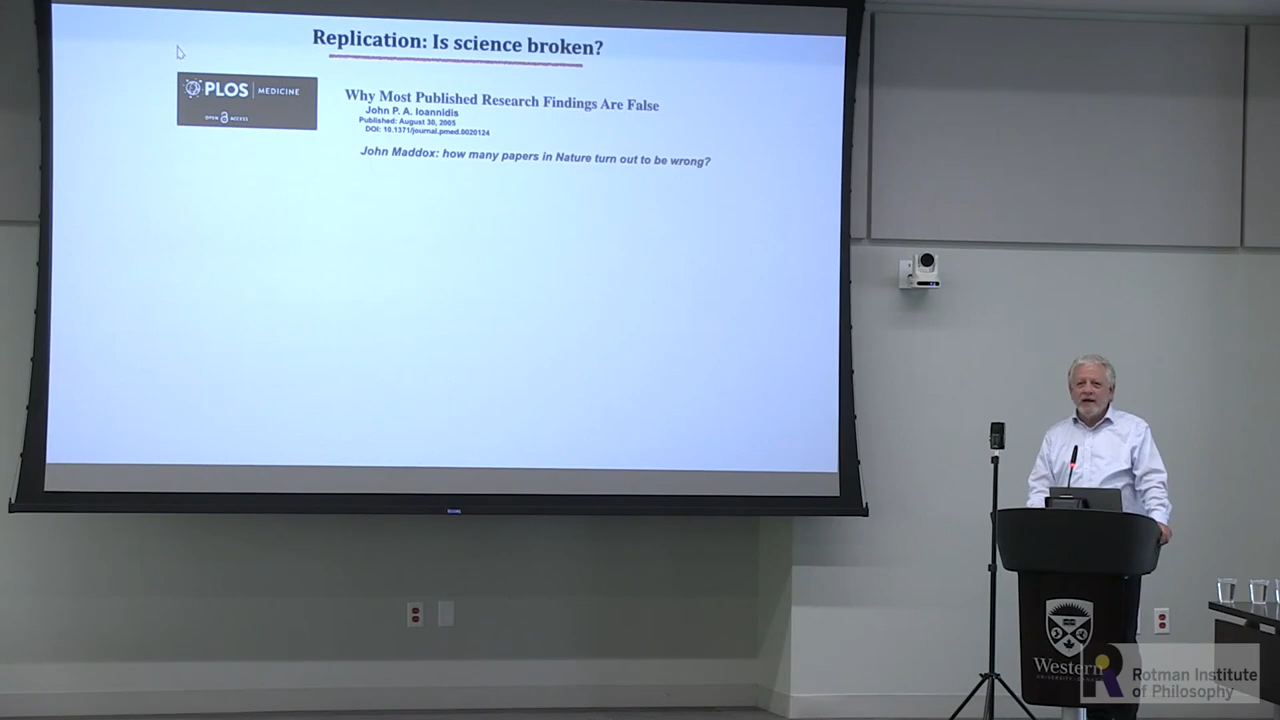 Replication: Is science broken?
PLOS MEDICINE
OPEN ACCESS
Why Most Published Research Findings Are False
John P. A. Ioannidis
Published: August 30, 2005
DOI: 10.1371/journal.pmed.0020124
John Maddox: how many papers in Nature turn out to be wrong?
Western
Rotman Institute
of Philosophy